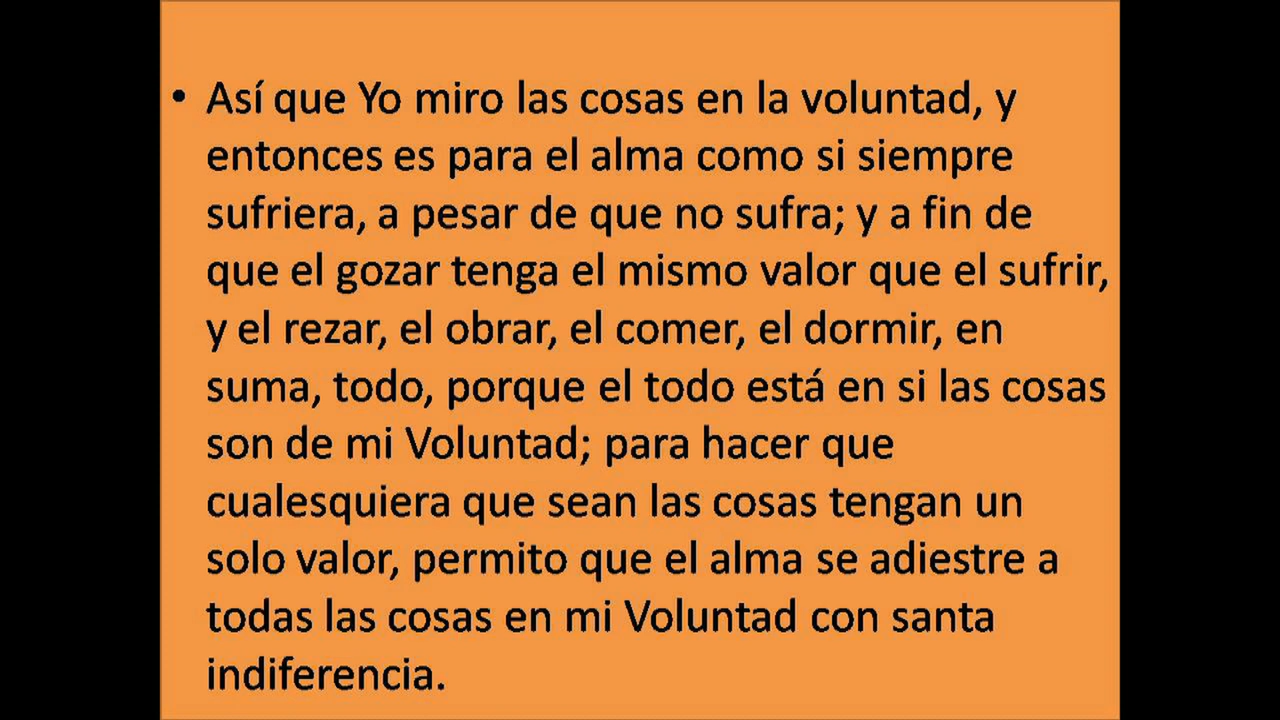 • Así que Yo miro las cosas en la voluntad, y
entonces es para el alma como si siempre
sufriera, a pesar de que no sufra; y a fin de
que el gozar tenga el mismo valor que el sufrir,
y el rezar, el obrar, el comer, el dormir, en
suma, todo, porque el todo está en si las cosas
son de mi Voluntad; para hacer que
cualesquiera que sean las cosas tengan un
solo valor, permito que el alma se adiestre a
todas las cosas en mi Voluntad con santa
indiferencia.